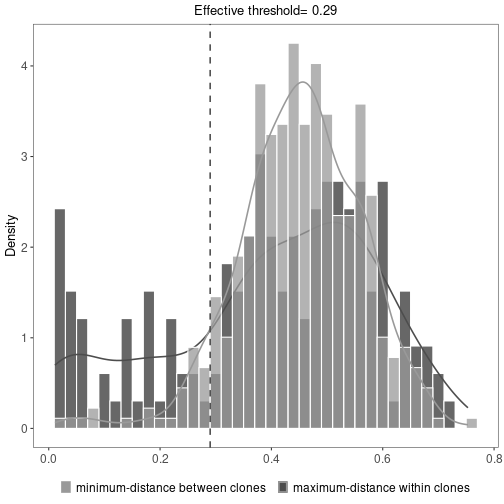 Effective threshold= 0.29
4
3
2
1
0
Density
0.0 0.2 0.4 0.6 0.8
minimum-distance between clones maximum-distance within clones